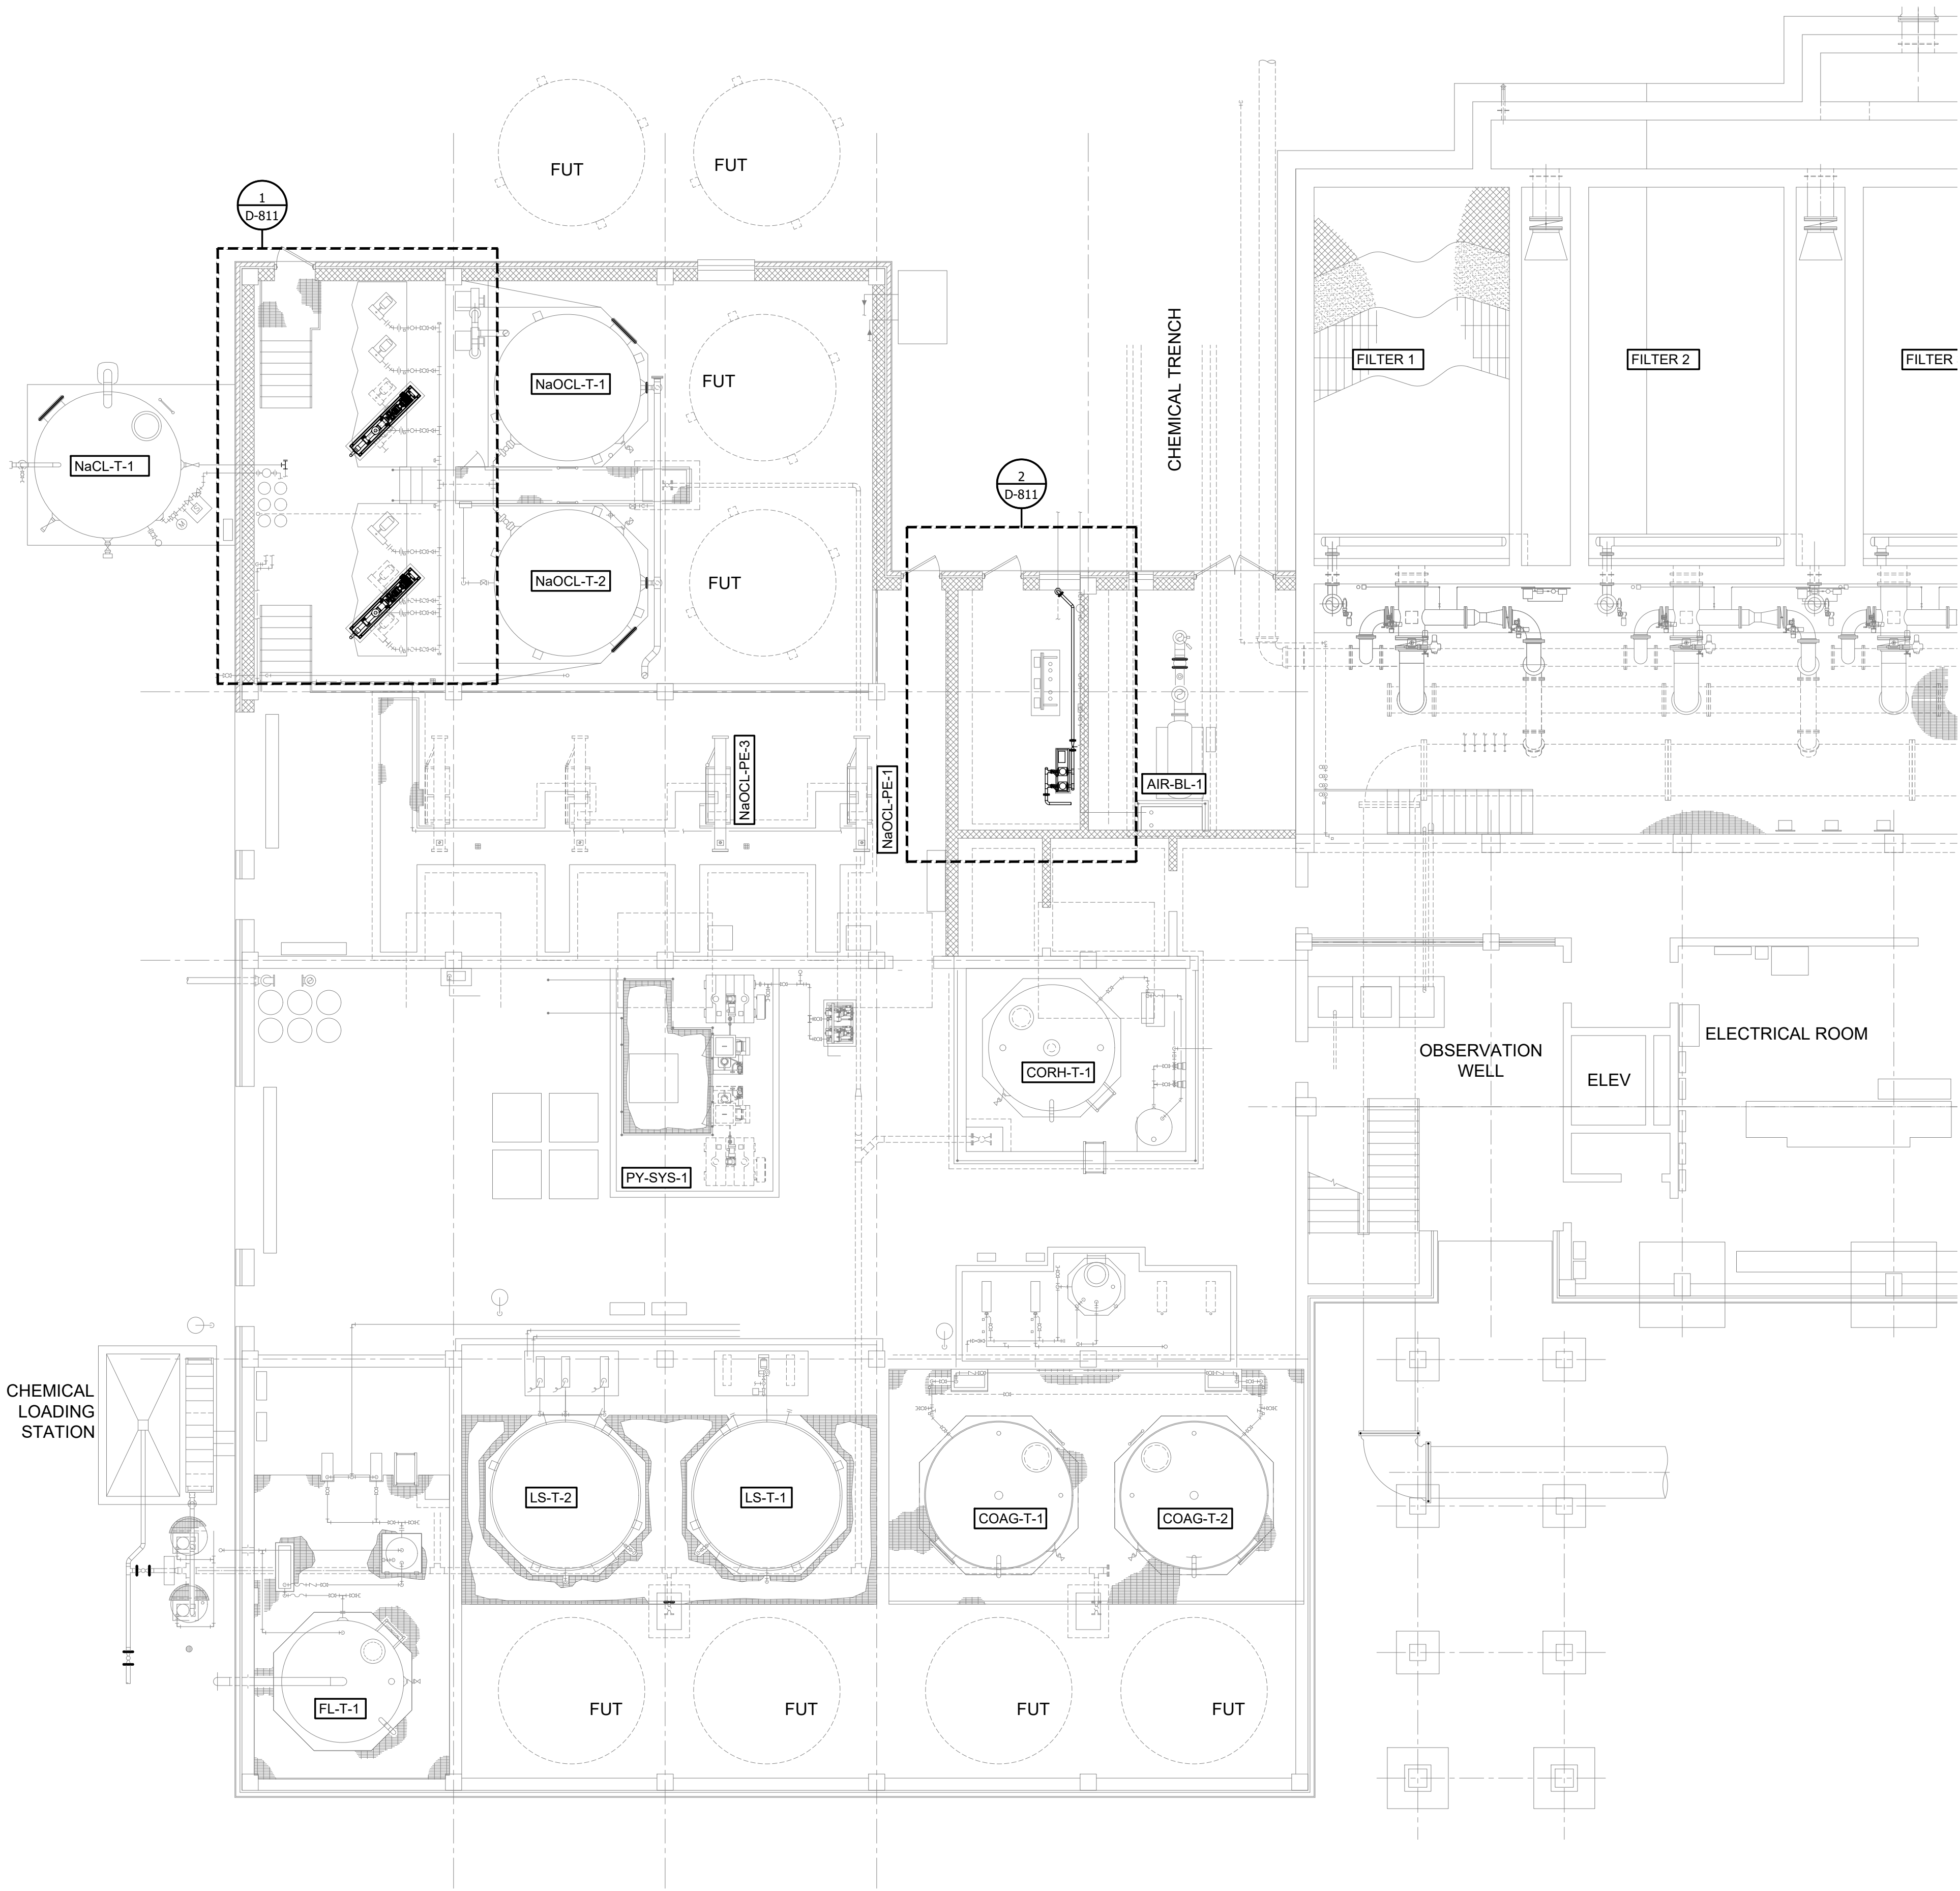 FUT
FUT
1
D-811
CHEMICAL TRENCH
FILTER 1
FILTER 2
FILTER
NaOCL-T-1
FUT
NaCL-T-1
2
D-811
NaOCL-T-2
FUT
NaOCL-PE-3
NaOCL-PE-1
AIR-BL-1
OBSERVATION
WELL
ELECTRICAL ROOM
ELEV
CORH-T-1
PY-SYS-1
CHEMICAL
LOADING
STATION
LS-T-2
LS-T-1
COAG-T-1
COAG-T-2
FL-T-1
FUT
FUT
FUT
FUT
M